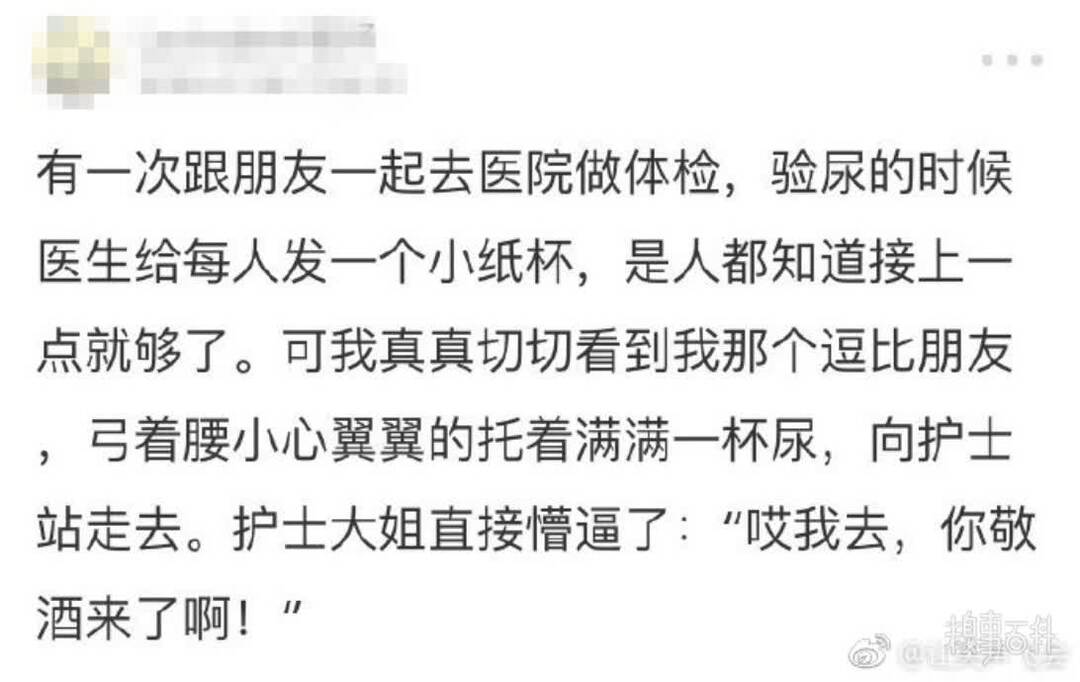 有一次跟朋友一起去医院做体检，验尿的时候
医生给每人发一个小纸杯，是人都知道接上一
点就够了。可我真真切切看到我那个逗比朋友
，弓着腰小心翼翼的托着满满一杯尿，向护士
站走去。护士大姐直接懵逼了：“哎我去，你敬
酒来了啊！”